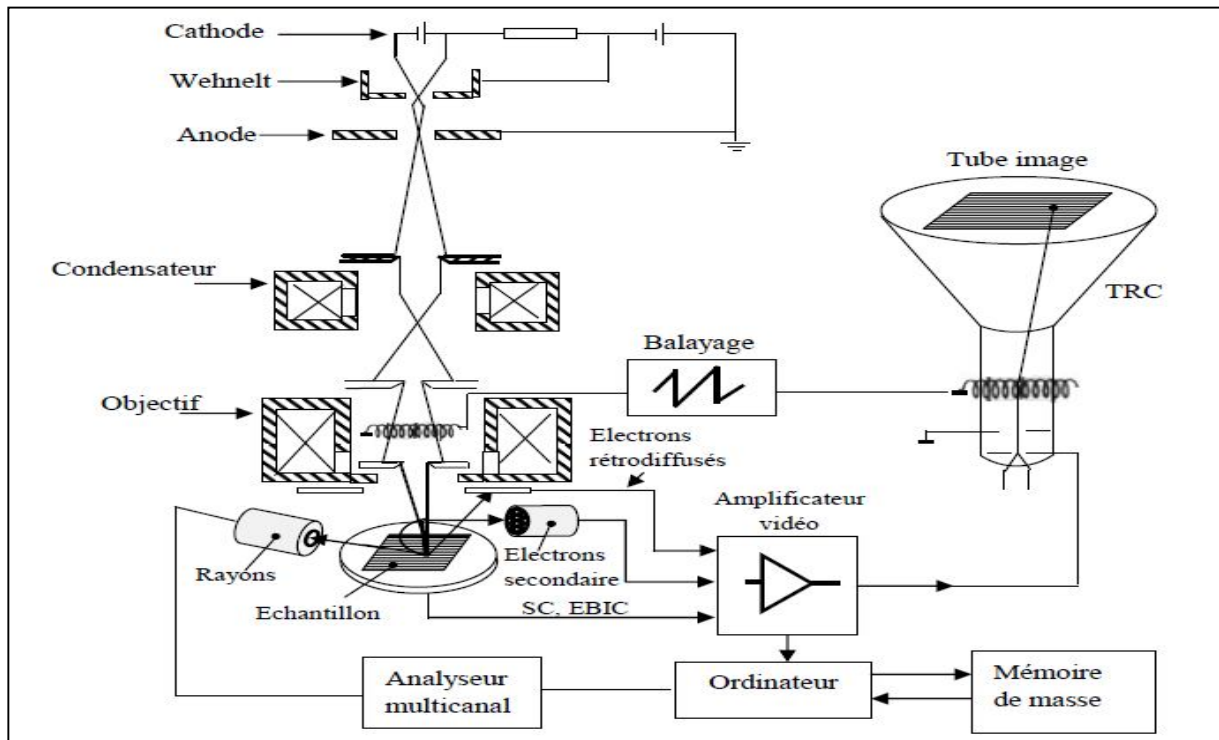 Cathode
Wehnelt
Anode
Tube image
Condensateur
TRC
Balayage
Objectif
Electrons
rétrodiffusés
Amplificateur
vidéo
Rayons
Electrons
secondaire
Echantillon
SC, EBIC
Analyseur
multicanal
Ordinateur
Mémoire
de masse